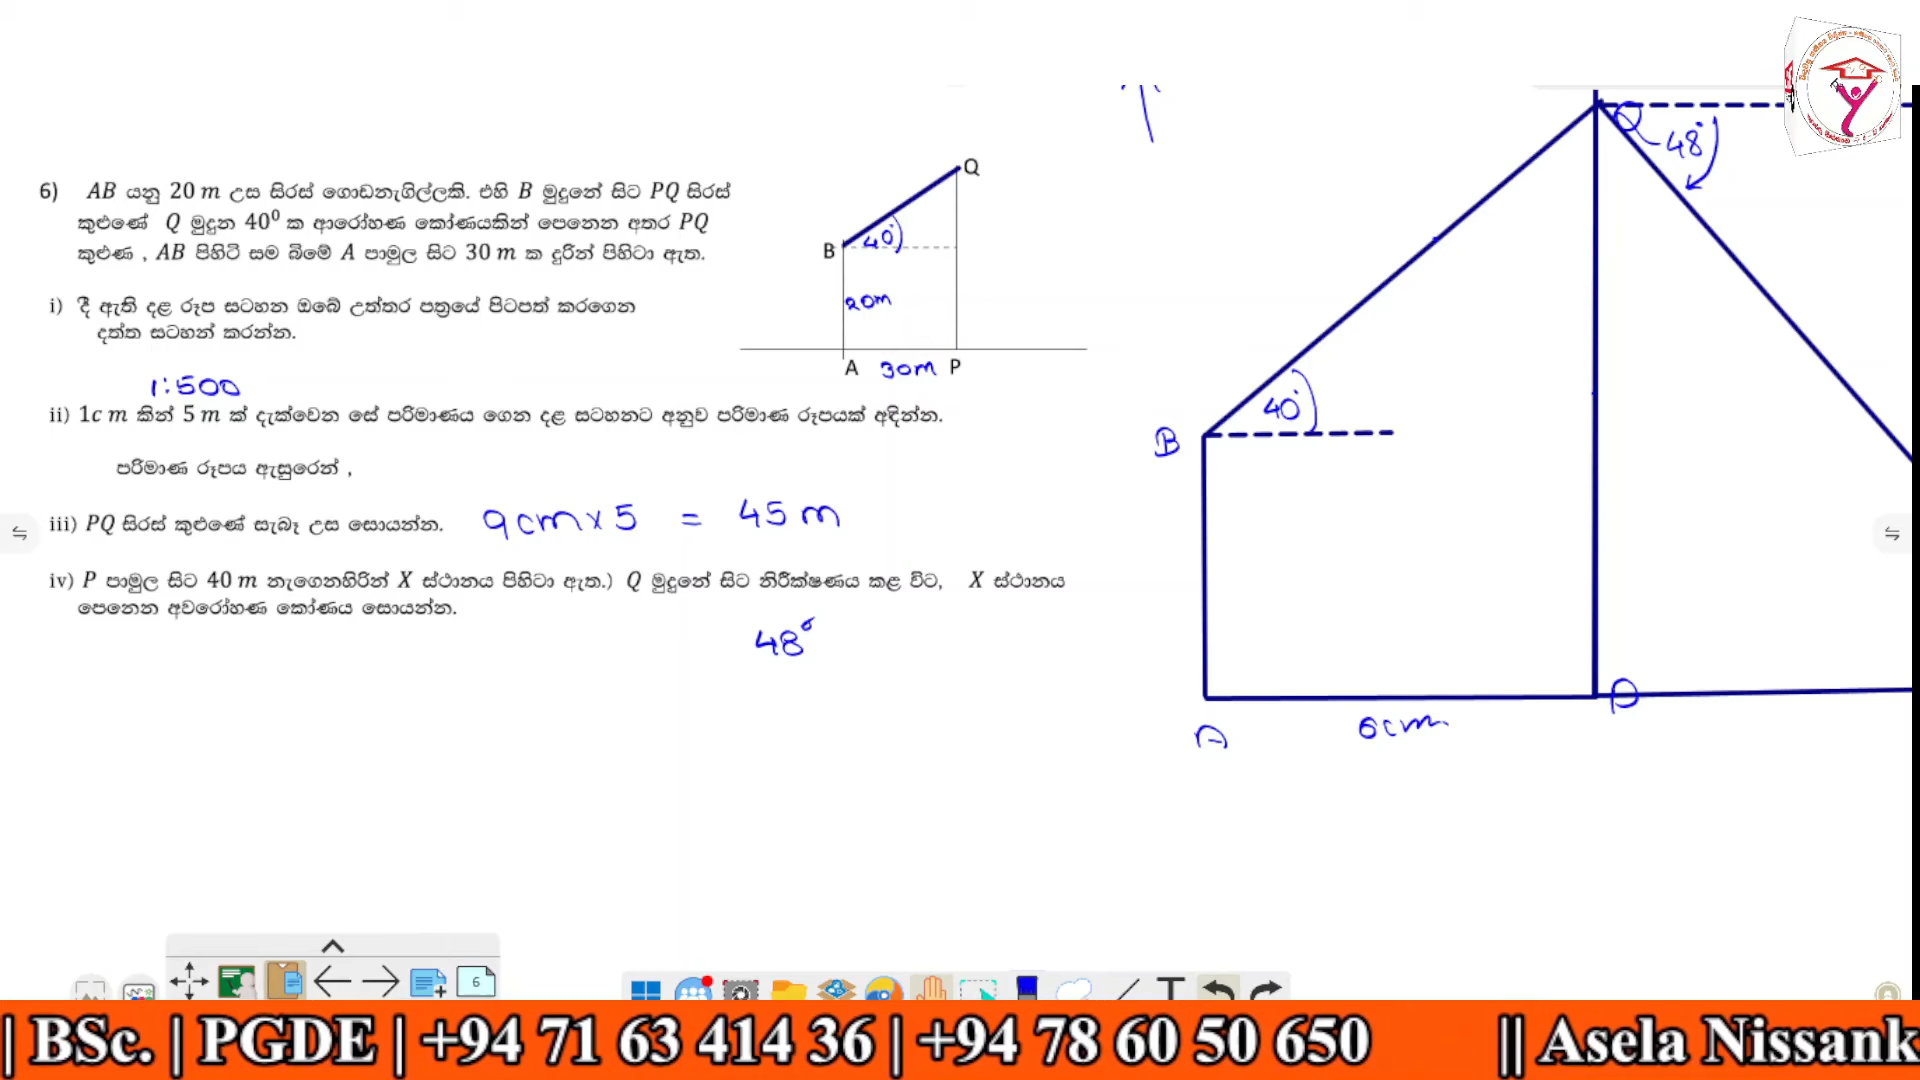 6) AB යනු 20 m උස සිරස් ගොඩනැගිල්ලකි. එහි B මුදුනේ සිට PQ සිරස්
කුළුණේ Q මුදුන 40⁰ ක ආරෝහණ කෝණයකින් පෙනෙන අතර PQ
කුළුණ , AB පිහිටි සම බිමේ A පාමුල සිට 30 m ක දුරින් පිහිටා ඇත.
i) දී ඇති දළ රූප සටහන ඔබේ උත්තර පත්‍රයේ පිටපත් කරගෙන
දත්ත සටහන් කරන්න.
1:500
ii) 1c m කින් 5 m ක් දැක්වෙන සේ පරිමාණය ගෙන දළ සටහනට අනුව පරිමාණ රූපයක් අඳින්න.
පරිමාණ රූපය ඇසුරෙන් ,
iii) PQ සිරස් කුළුණේ සැබෑ උස සොයන්න. 9cm x 5 = 45 m
iv) P පාමුල සිට 40 m නැගෙනහිරින් X ස්ථානය පිහිටා ඇත.) Q මුදුනේ සිට නිරීක්ෂණය කළ විට, X ස්ථානය
පෙනෙන අවරෝහණ කෝණය සොයන්න.
48°
Q
B 40°
20m
A 30m P
Q 48°
40°
B
P
A 6cm
6
T
| BSc. | PGDE | +94 71 63 414 36 | +94 78 60 50 650 || Asela Nissank